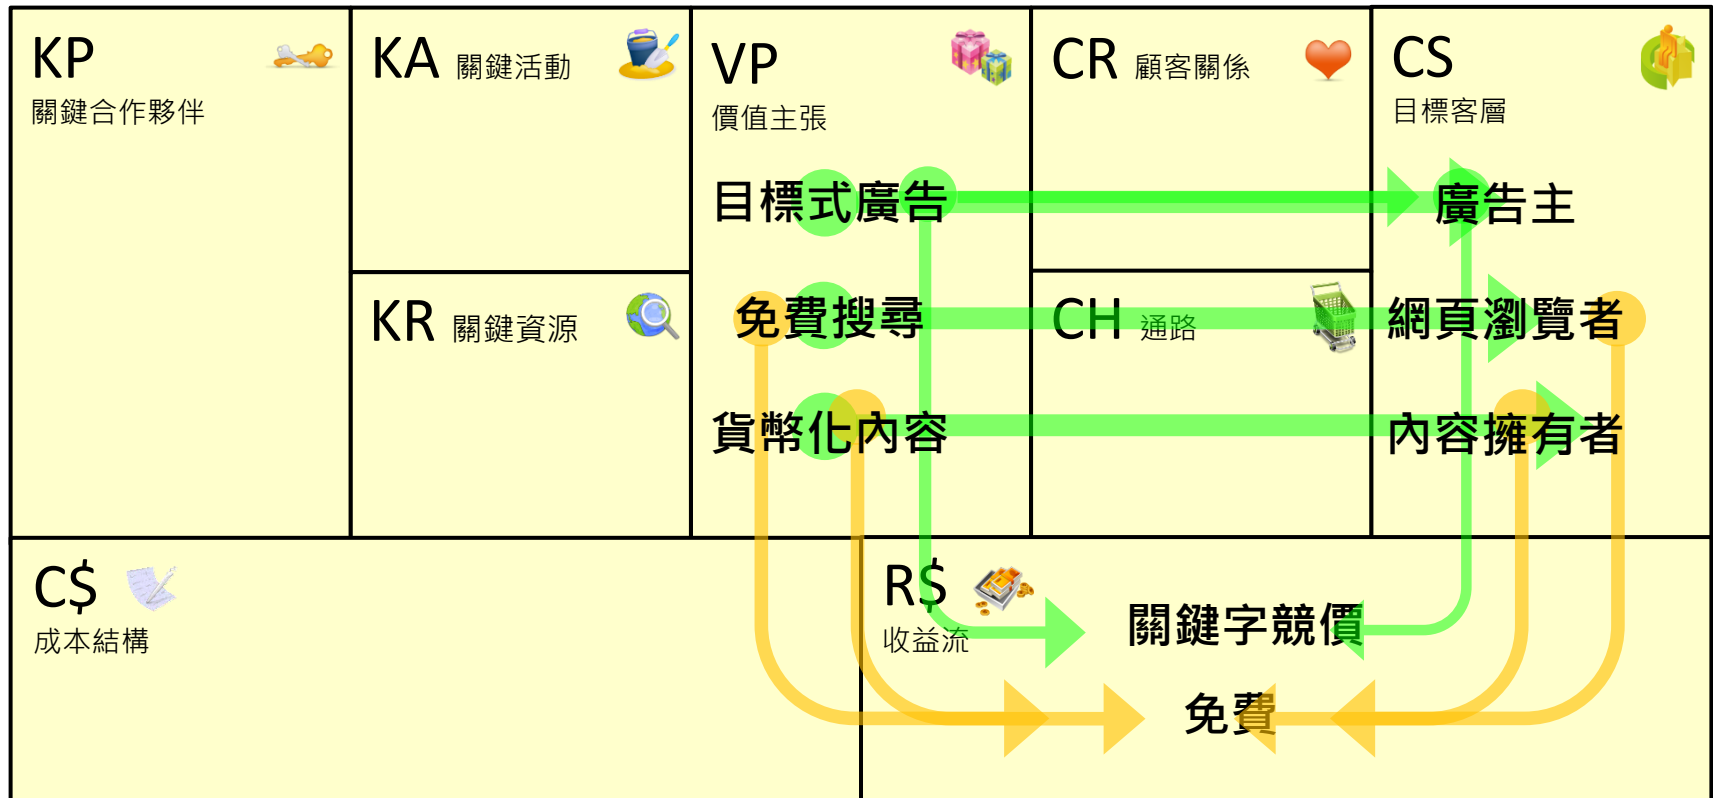 KP
關鍵合作夥伴
KA 關鍵活動
KR 關鍵資源
VP
價值主張
目標式廣告
免費搜尋
貨幣化內容
CR 顧客關係
CH 通路
CS
目標客層
廣告主
網頁瀏覽者
內容擁有者
C$
成本結構
R$
收益流
關鍵字競價
免費